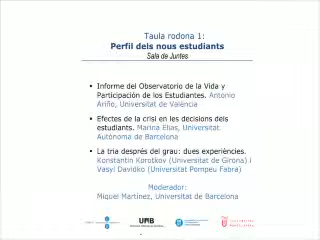 Taula rodona 1:
Perfil dels nous estudiants
Sala de Juntes
▪ Informe del Observatorio de la Vida y
Participación de los Estudiantes. Antonio
Ariño, Universitat de València
▪ Efectes de la crisi en les decisions dels
estudiants. Marina Elias, Universitat
Autònoma de Barcelona
▪ La tria després del grau: dues experiències.
Konstantin Korotkov (Universitat de Girona) i
Vasyl Davidko (Universitat Pompeu Fabra)
Moderador:
Miquel Martínez, Universitat de Barcelona
UAB